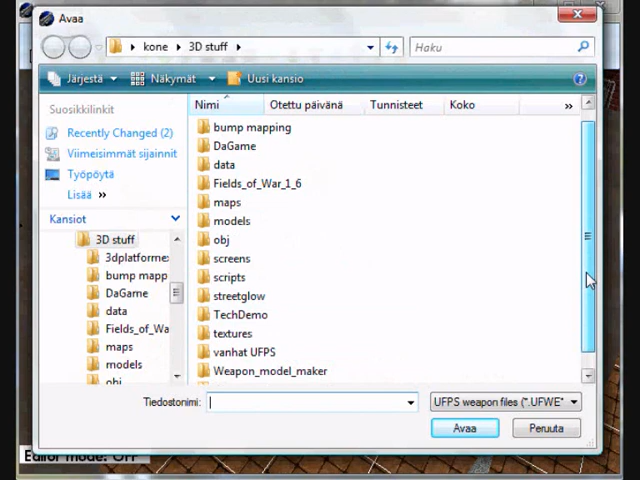 Avaa
kone ▸ 3D stuff ▸
Haku
Järjestä
Näkymät
Uusi kansio
?
Suosikkilinkit
Recently Changed (2)
Viimeisimmät sijainnit
Työpöytä
Lisää »
Kansiot
3D stuff
3dplatforme
bump mapp
DaGame
data
Fields_of_Wa
maps
models
obj
Nimi
Otettu päivänä
Tunnisteet
Koko
»
bump mapping
DaGame
data
Fields_of_War_1_6
maps
models
obj
screens
scripts
streetglow
TechDemo
textures
vanhat UFPS
Weapon_model_maker
Tiedostonimi:
UFPS weapon files (*.UFWE"
Avaa
Peruuta
Editor mode: OFF